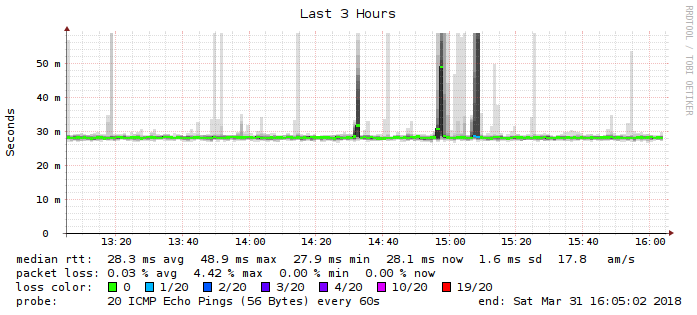 Last 3 Hours
RRDTOOL / TOBI OETIKER
Seconds
50 m
40 m
30 m
20 m
10 m
0
13:20 13:40 14:00 14:20 14:40 15:00 15:20 15:40 16:00
median rtt: 28.3 ms avg 48.9 ms max 27.9 ms min 28.1 ms now 1.6 ms sd 17.8 am/s
packet loss: 0.03 % avg 4.42 % max 0.00 % min 0.00 % now
loss color: 0 1/20 2/20 3/20 4/20 10/20 19/20
probe: 20 ICMP Echo Pings (56 Bytes) every 60s end: Sat Mar 31 16:05:02 2018